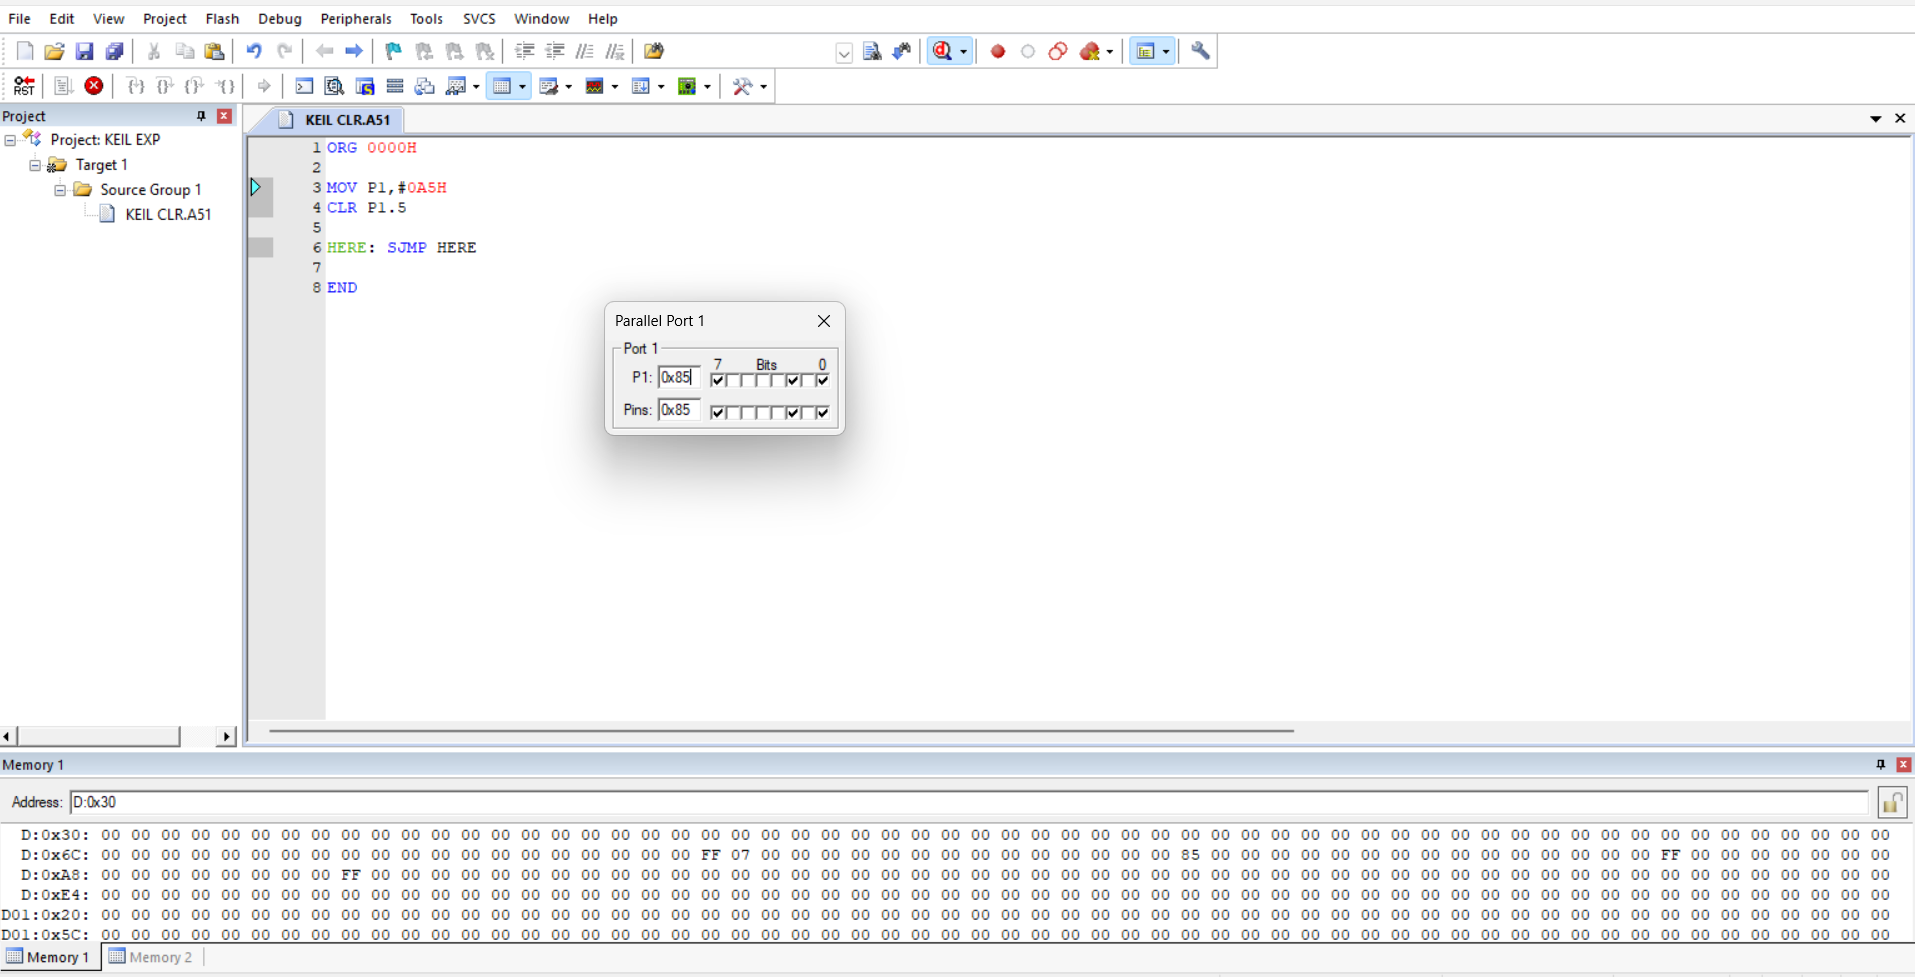 File Edit View Project Flash Debug Peripherals Tools SVCS Window Help
RST
Project
Project: KEIL EXP
Target 1
Source Group 1
KEIL CLR.A51
KEIL CLR.A51
1 ORG 0000H
2
3 MOV P1,#0A5H
4 CLR P1.5
5
6 HERE: SJMP HERE
7
8 END
Parallel Port 1
Port 1
7 Bits 0
P1: 0x85
Pins: 0x85
Memory 1
Address: D:0x30
D:0x30: 00 00 00 00 00 00 00 00 00 00 00 00 00 00 00 00 00 00 00 00 00 00 00 00 00 00 00 00 00 00 00 00 00 00 00 00 00 00 00 00 00 00 00 00 00 00 00 00 00 00 00 00 00 00 00 00 00 00 00 00
D:0x6C: 00 00 00 00 00 00 00 00 00 00 00 00 00 00 00 00 00 00 00 00 FF 07 00 00 00 00 00 00 00 00 00 00 00 00 00 00 85 00 00 00 00 00 00 00 00 00 00 00 00 00 00 00 FF 00 00 00 00 00 00 00
D:0xA8: 00 00 00 00 00 00 00 00 FF 00 00 00 00 00 00 00 00 00 00 00 00 00 00 00 00 00 00 00 00 00 00 00 00 00 00 00 00 00 00 00 00 00 00 00 00 00 00 00 00 00 00 00 00 00 00 00 00 00 00 00
D:0xE4: 00 00 00 00 00 00 00 00 00 00 00 00 00 00 00 00 00 00 00 00 00 00 00 00 00 00 00 00 00 00 00 00 00 00 00 00 00 00 00 00 00 00 00 00 00 00 00 00 00 00 00 00 00 00 00 00 00 00 00 00
D01:0x20: 00 00 00 00 00 00 00 00 00 00 00 00 00 00 00 00 00 00 00 00 00 00 00 00 00 00 00 00 00 00 00 00 00 00 00 00 00 00 00 00 00 00 00 00 00 00 00 00 00 00 00 00 00 00 00 00 00 00 00 00
D01:0x5C: 00 00 00 00 00 00 00 00 00 00 00 00 00 00 00 00 00 00 00 00 00 00 00 00 00 00 00 00 00 00 00 00 00 00 00 00 00 00 00 00 00 00 00 00 00 00 00 00 00 00 00 00 00 00 00 00 00 00 00 00
Memory 1 Memory 2